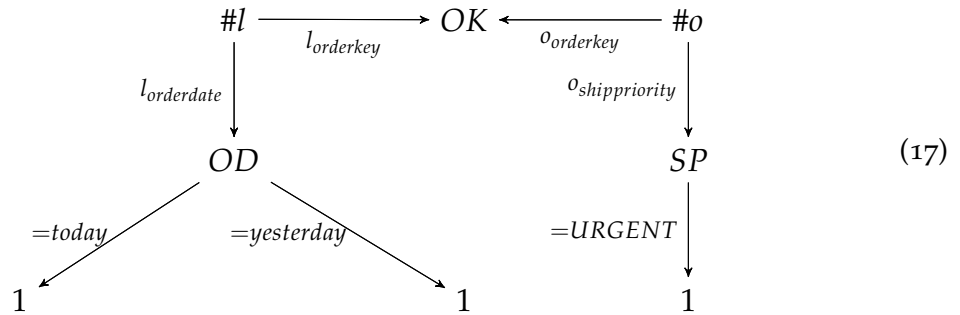 #l OK #o
l_orderkey o_orderkey
l_orderdate o_shippriority
OD SP (17)
=today =yesterday =URGENT
1 1 1